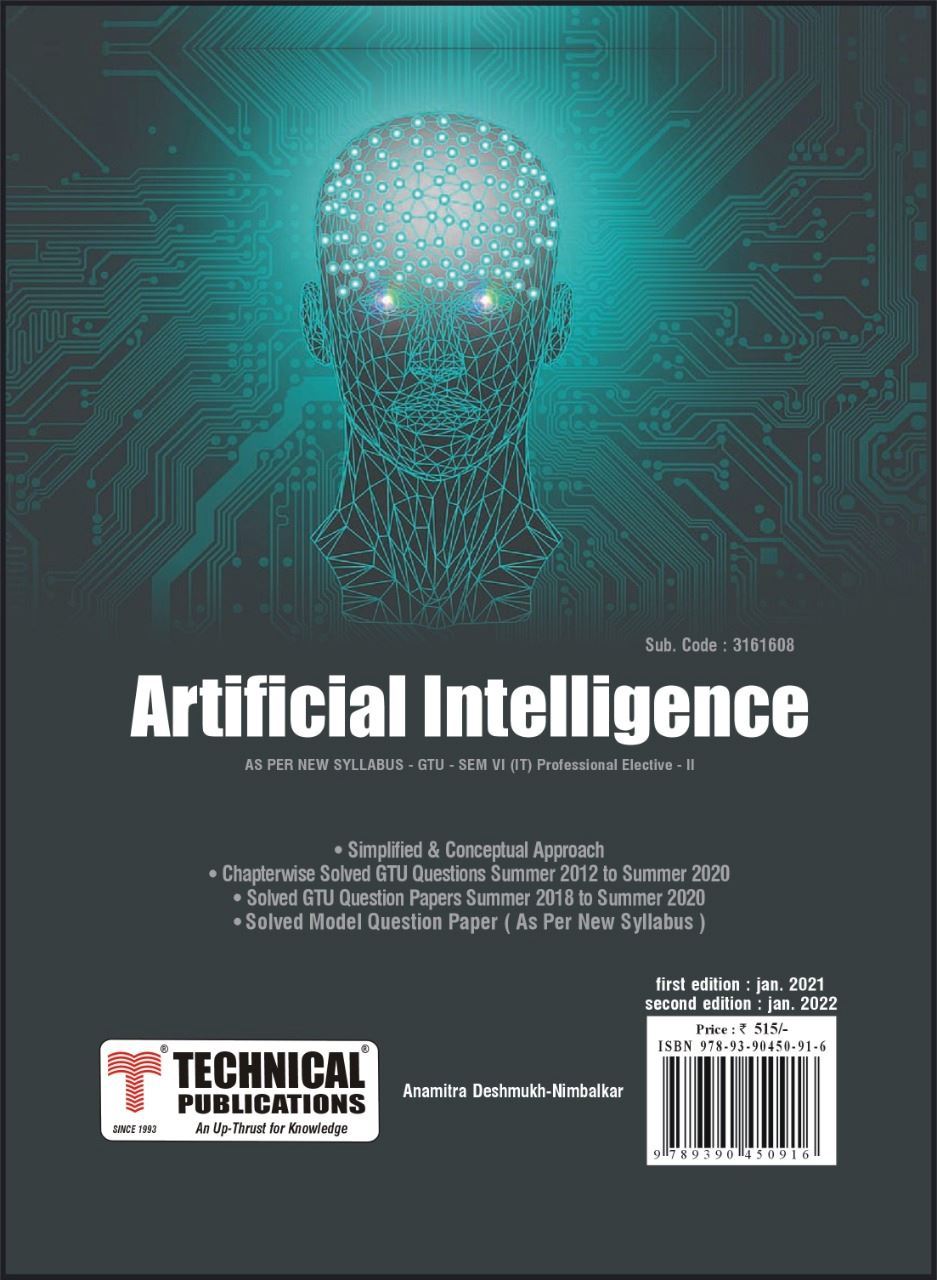 Sub. Code : 3161608
Artificial Intelligence
AS PER NEW SYLLABUS - GTU - SEM VI (IT) Professional Elective - II
• Simplified & Conceptual Approach
• Chapterwise Solved GTU Questions Summer 2012 to Summer 2020
• Solved GTU Question Papers Summer 2018 to Summer 2020
• Solved Model Question Paper ( As Per New Syllabus )
first edition : jan. 2021
second edition : jan. 2022
Price : ₹ 515/-
ISBN 978-93-90450-91-6
9 789390 450916
® TECHNICAL ®
PUBLICATIONS
SINCE 1993 An Up-Thrust for Knowledge
Anamitra Deshmukh-Nimbalkar